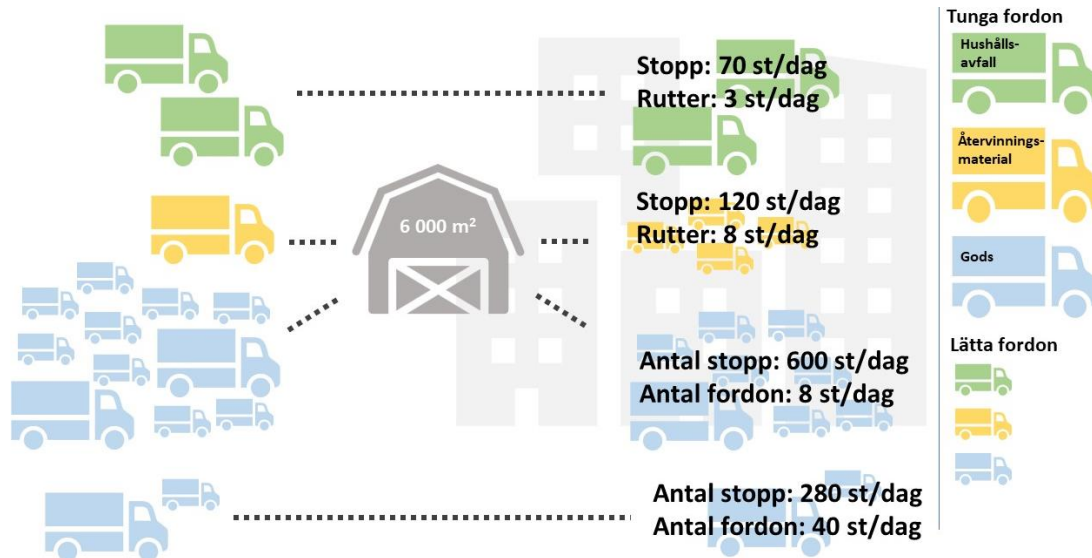 Tunga fordon
Hushålls-
avfall
Stopp: 70 st/dag
Rutter: 3 st/dag
Återvinnings-
material
Stopp: 120 st/dag
Rutter: 8 st/dag
6 000 m²
Gods
Lätta fordon
Antal stopp: 600 st/dag
Antal fordon: 8 st/dag
Antal stopp: 280 st/dag
Antal fordon: 40 st/dag